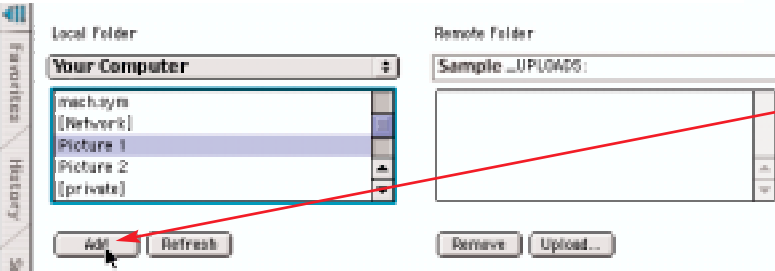 Favorites
History
Local Folder
Your Computer
mach.sym
[Network]
Picture 1
Picture 2
[private]
Add
Refresh
Remote Folder
Sample _UPLOADS:
Remove
Upload...